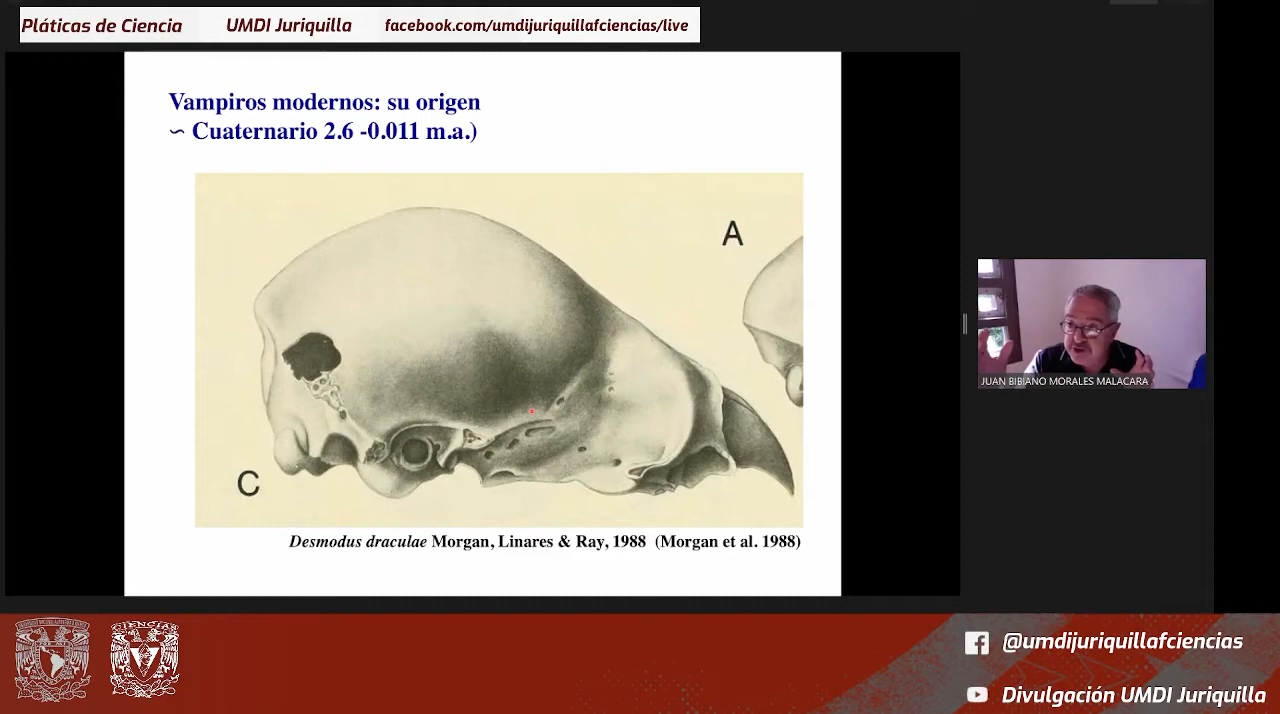 Pláticas de Ciencia UMDI Juriquilla facebook.com/umdijuriquillafciencias/live
Vampiros modernos: su origen
~ Cuaternario 2.6 -0.011 m.a.)
A
C
Desmodus draculae Morgan, Linares & Ray, 1988 (Morgan et al. 1988)
JUAN BIBIANO MORALES MALACARA
CIENCIAS
@umdijuriquillafciencias
Divulgación UMDI Juriquilla